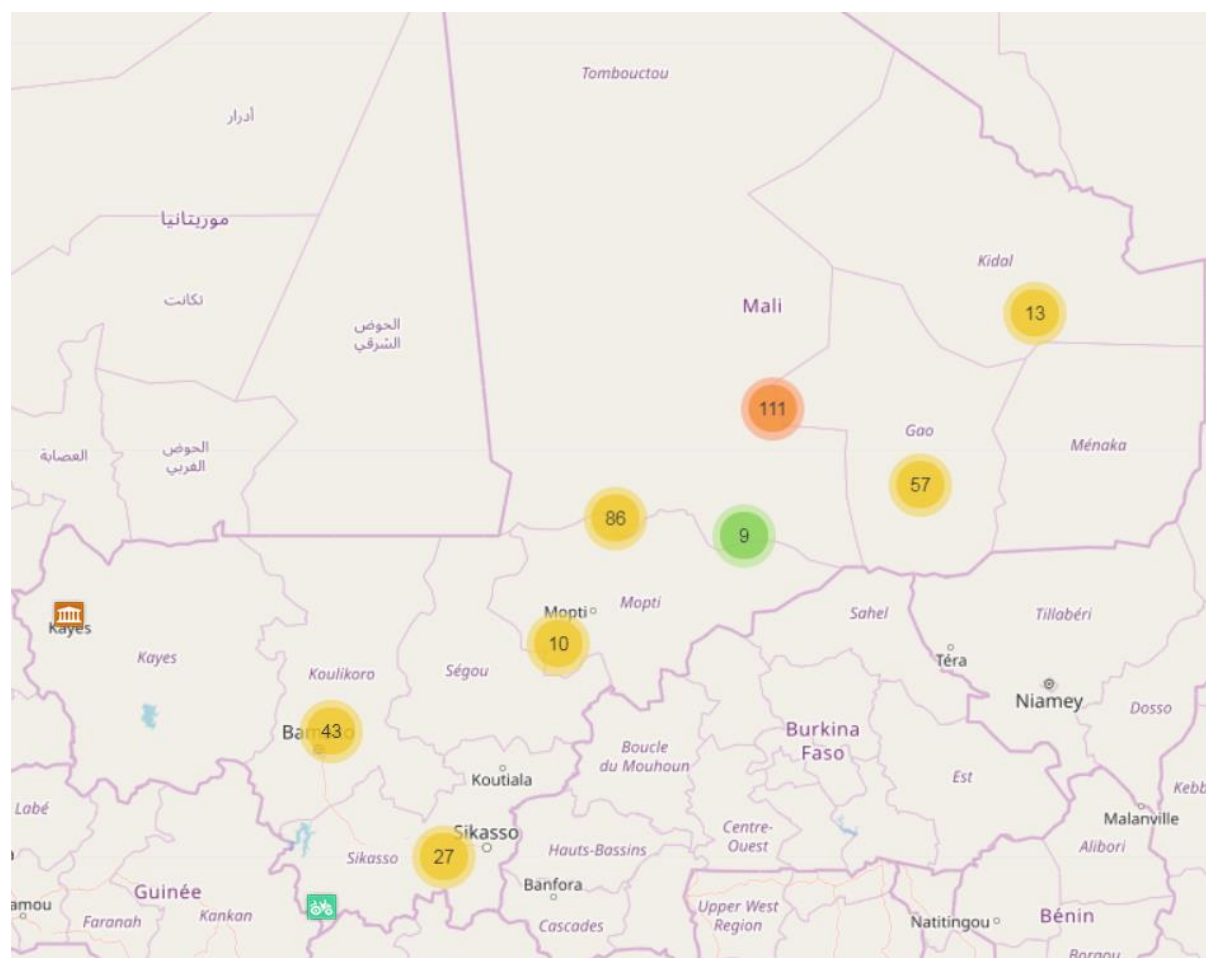 Tombouctou
أدرار
موريتانيا
Kidal
تكانت
Mali
13
الحوض
الشرقي
111
Gao
Ménaka
الحوض
الغربي
العصابة
57
86
9
Mopti
Mopti
Sahel
Tillabéri
Kayes
10
Kayes
Koulikoro
Ségou
Téra
Niamey
Dosso
43
Burkina
Faso
Boucle
du Mouhoun
Koutiala
Est
Labé
Kebb
Malanville
Sikasso
Centre-
Ouest
Alibori
27
Sikasso
Hauts-Bassins
Guinée
Banfora
amou
Faranah
Kankan
Cascades
Upper West
Region
Natitingou
Bénin
Borgou